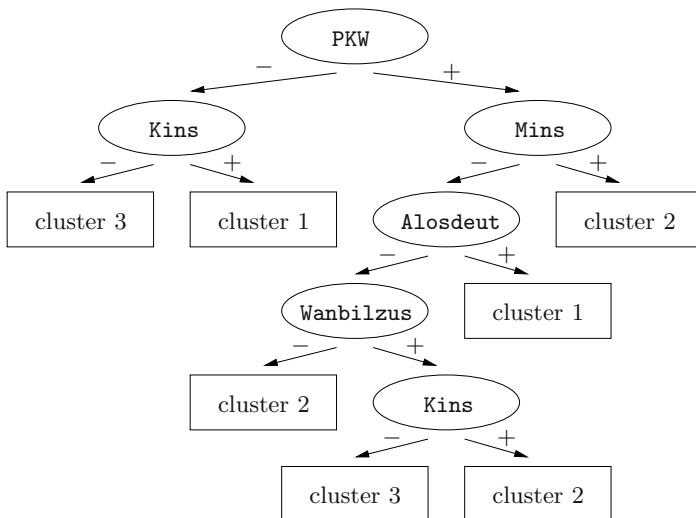 PKW
− +
Kins Mins
− + − +
cluster 3 cluster 1 Alosdeut cluster 2
− +
Wanbilzus cluster 1
− +
cluster 2 Kins
− +
cluster 3 cluster 2